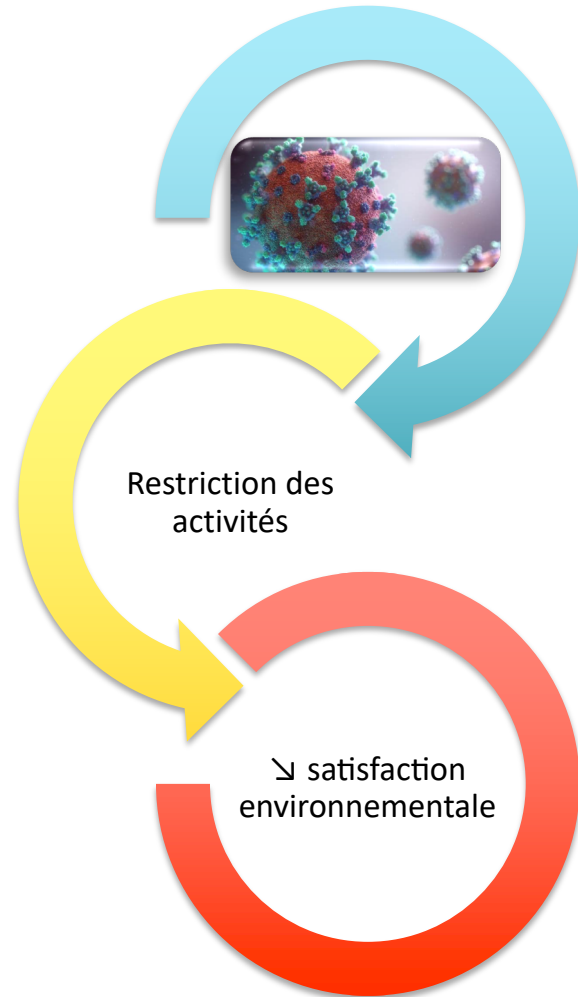 Restriction des
activités
↘ satisfaction
environnementale